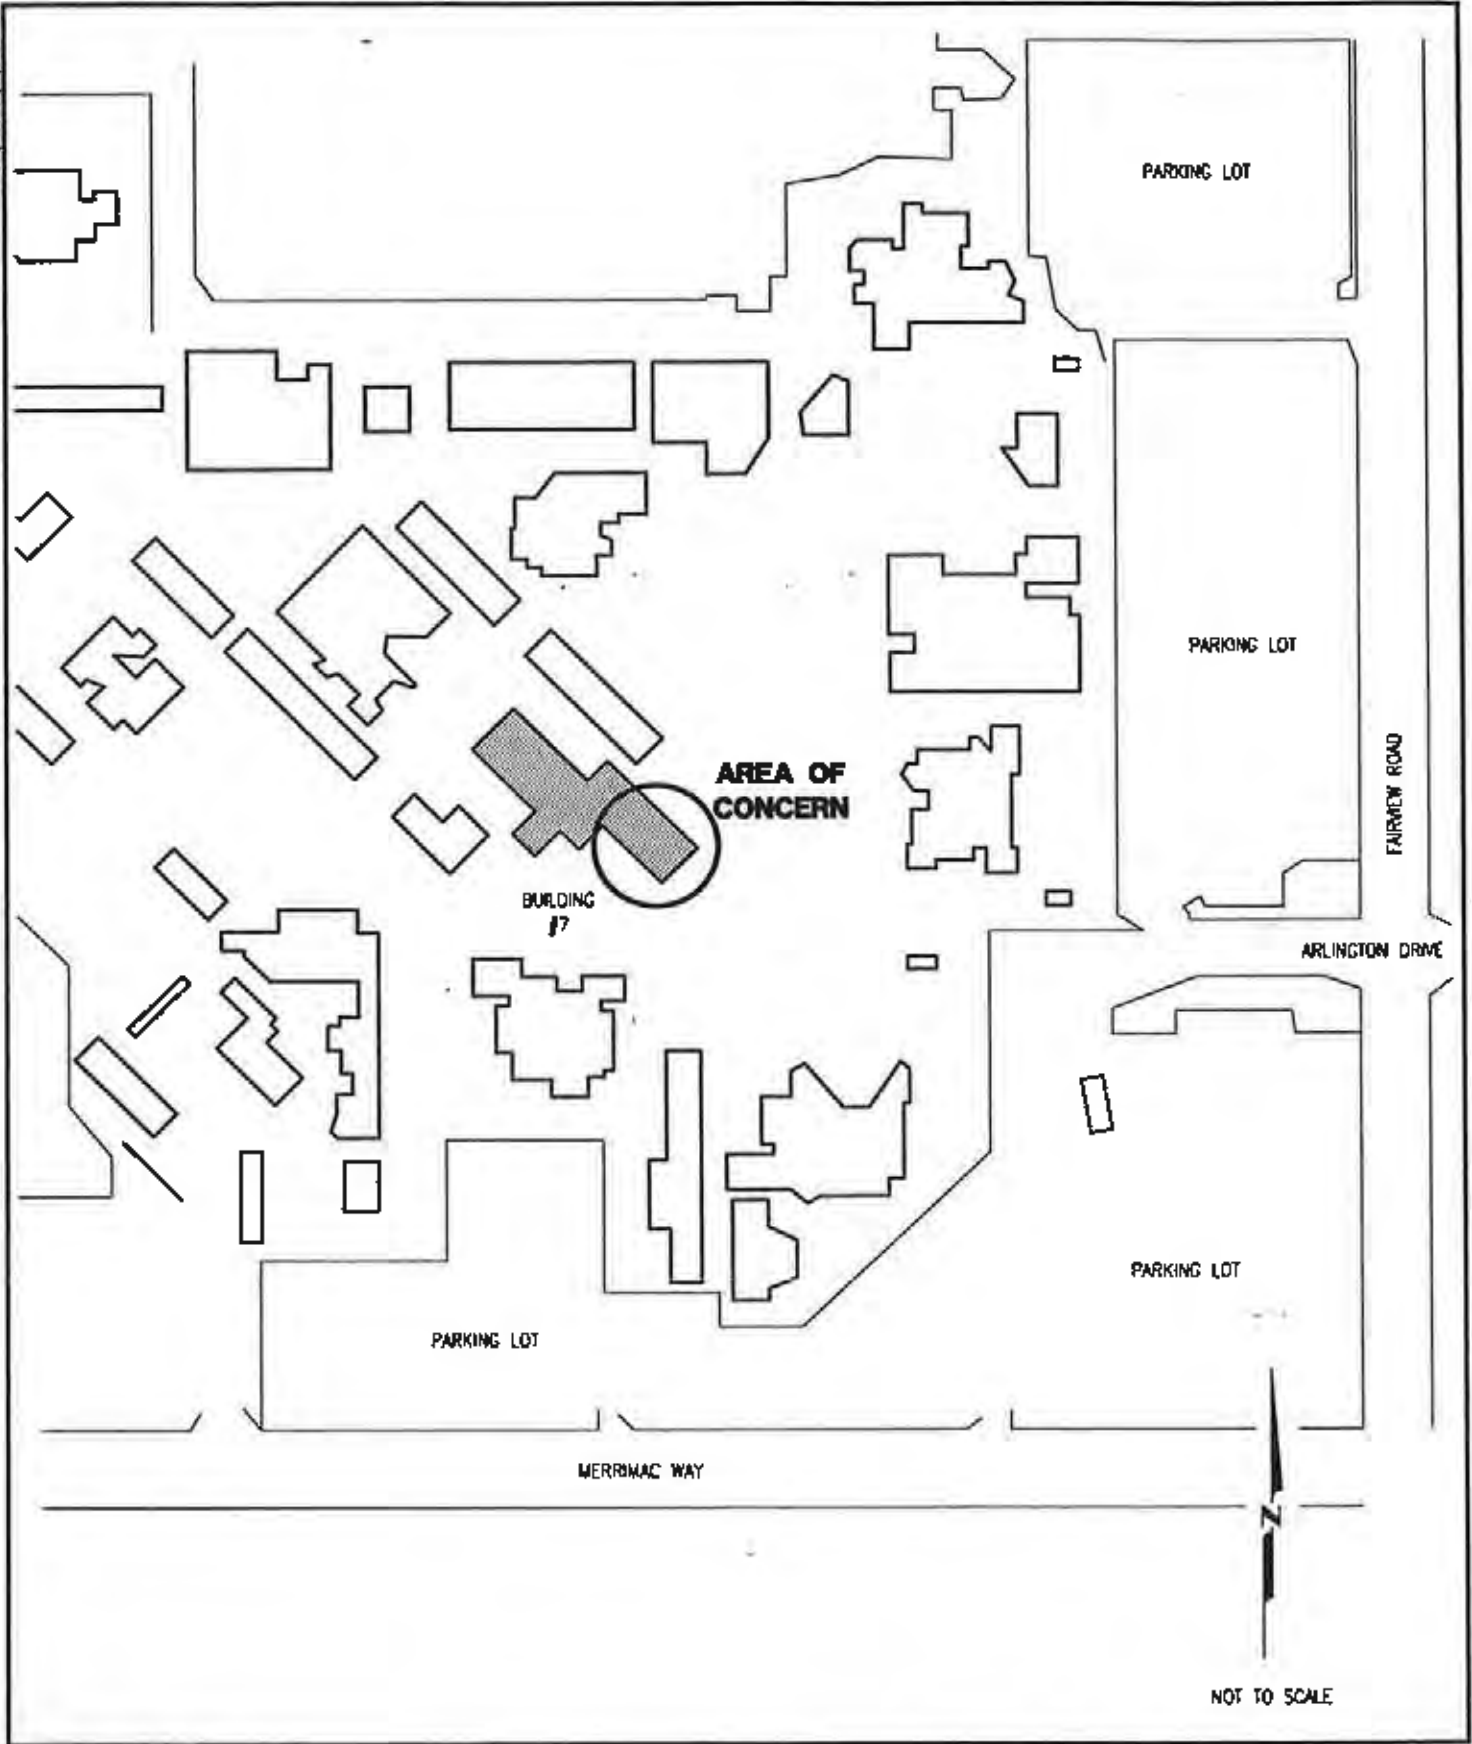 PARKING LOT
PARKING LOT
FAIRVIEW ROAD
AREA OF
CONCERN
BUILDING
#7
ARLINGTON DRIVE
PARKING LOT
PARKING LOT
MERRIMAC WAY
N
NOT TO SCALE